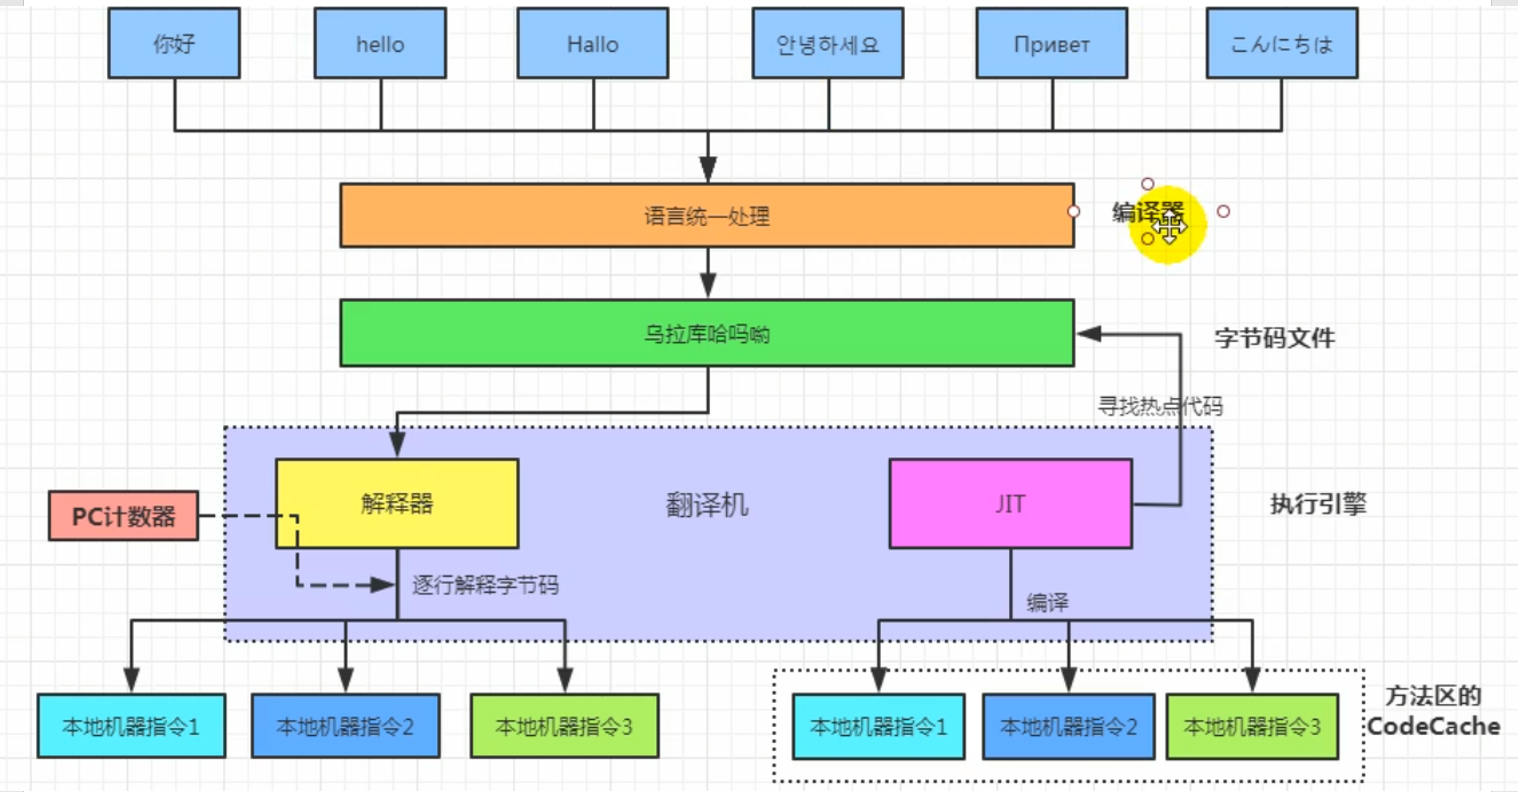 你好
hello
Hallo
안녕하세요
Привет
こんにちは
语言统一处理
编译器
乌拉库哈吗呦
字节码文件
寻找热点代码
PC计数器
解释器
翻译机
JIT
执行引擎
逐行解释字节码
编译
本地机器指令1
本地机器指令2
本地机器指令3
本地机器指令1
本地机器指令2
本地机器指令3
方法区的
CodeCache